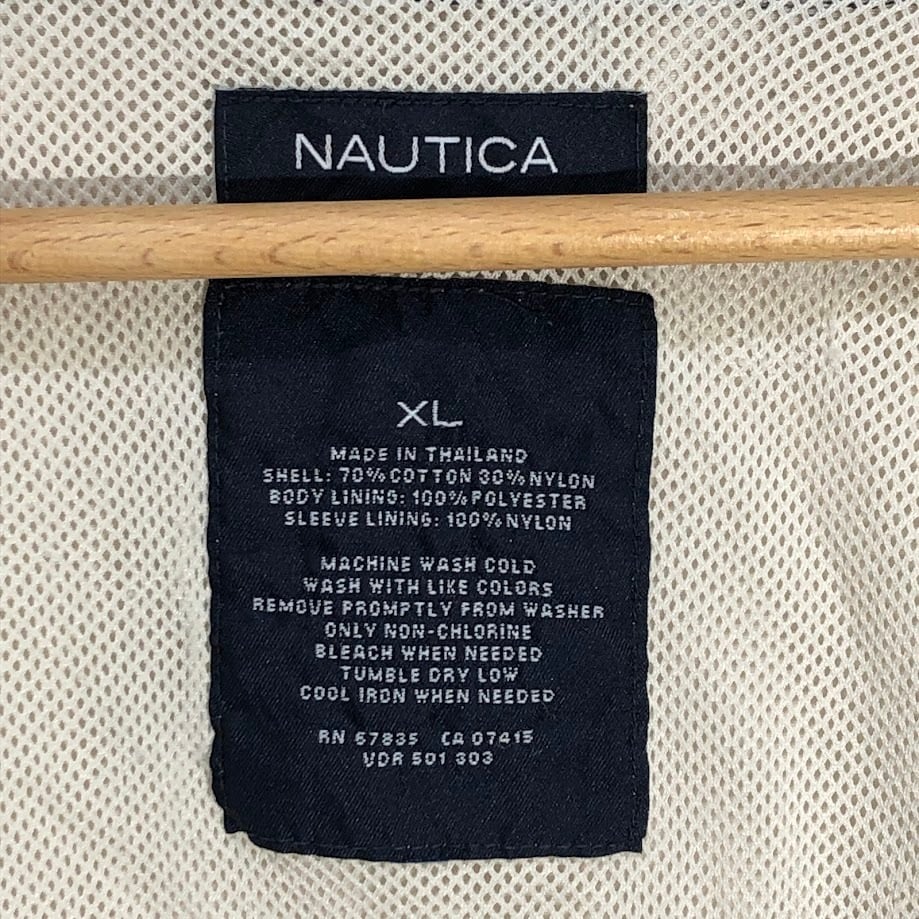 NAUTICA
XL
MADE IN THAILAND
SHELL: 70% COTTON 30% NYLON
BODY LINING: 100% POLYESTER
SLEEVE LINING: 100% NYLON
MACHINE WASH COLD
WASH WITH LIKE COLORS
REMOVE PROMPTLY FROM WASHER
ONLY NON-CHLORINE
BLEACH WHEN NEEDED
TUMBLE DRY LOW
COOL IRON WHEN NEEDED
RN 67835 CA 07415
VDR 501 303